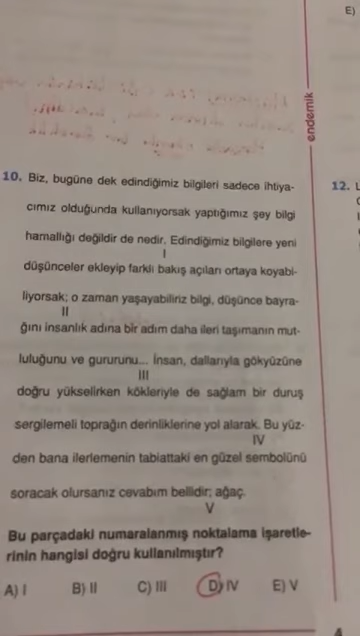 E)
endemik
10. Biz, bugüne dek edindiğimiz bilgileri sadece ihtiya-
cımız olduğunda kullanıyorsak yaptığımız şey bilgi
hamallığı değildir de nedir. Edindiğimiz bilgilere yeni
I
düşünceler ekleyip farklı bakış açıları ortaya koyabi-
liyorsak; o zaman yaşayabiliriz bilgi, düşünce bayra-
II
ğını insanlık adına bir adım daha ileri taşımanın mut-
luluğunu ve gururunu... İnsan, dallarıyla gökyüzüne
III
doğru yükselirken kökleriyle de sağlam bir duruş
sergilemeli toprağın derinliklerine yol alarak. Bu yüz-
IV
den bana ilerlemenin tabiattaki en güzel sembolünü
soracak olursanız cevabım bellidir; ağaç.
V
Bu parçadaki numaralanmış noktalama işaretle-
rinin hangisi doğru kullanılmıştır?
A) I B) II C) III D) IV E) V
12.